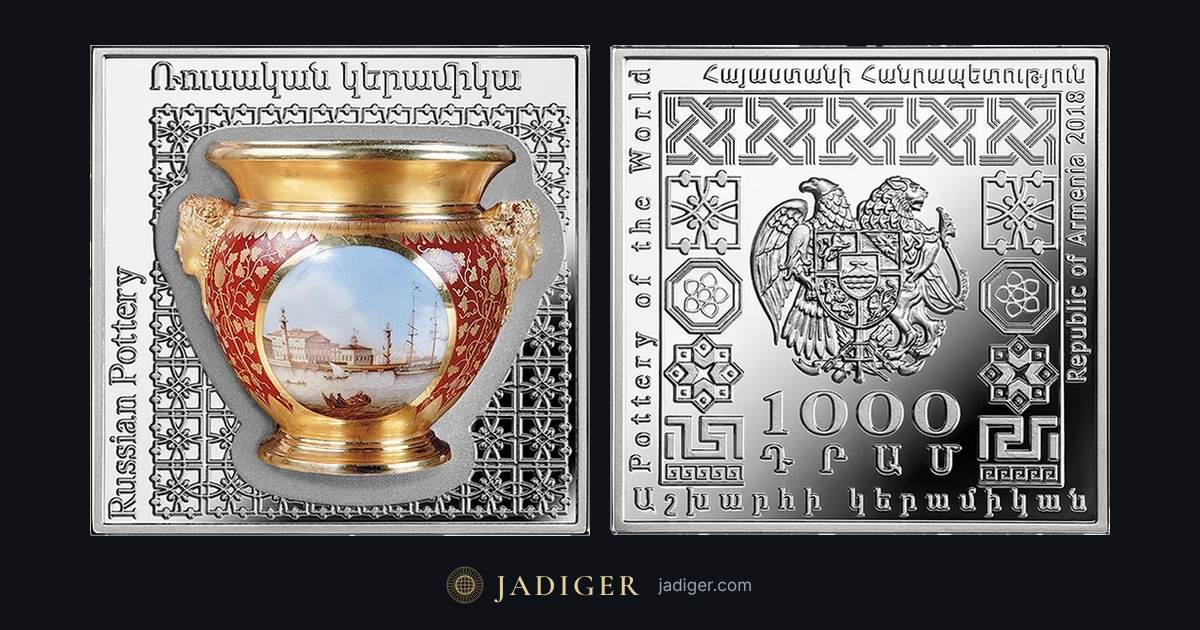 Ռուսական կերամիկա
Russian Pottery
Հայաստանի Հանրապետություն
Pottery of the World
Republic of Armenia 2018
1000
ԴՐԱՄ
Աշխարհի կերամիկան
JADIGER
jadiger.com